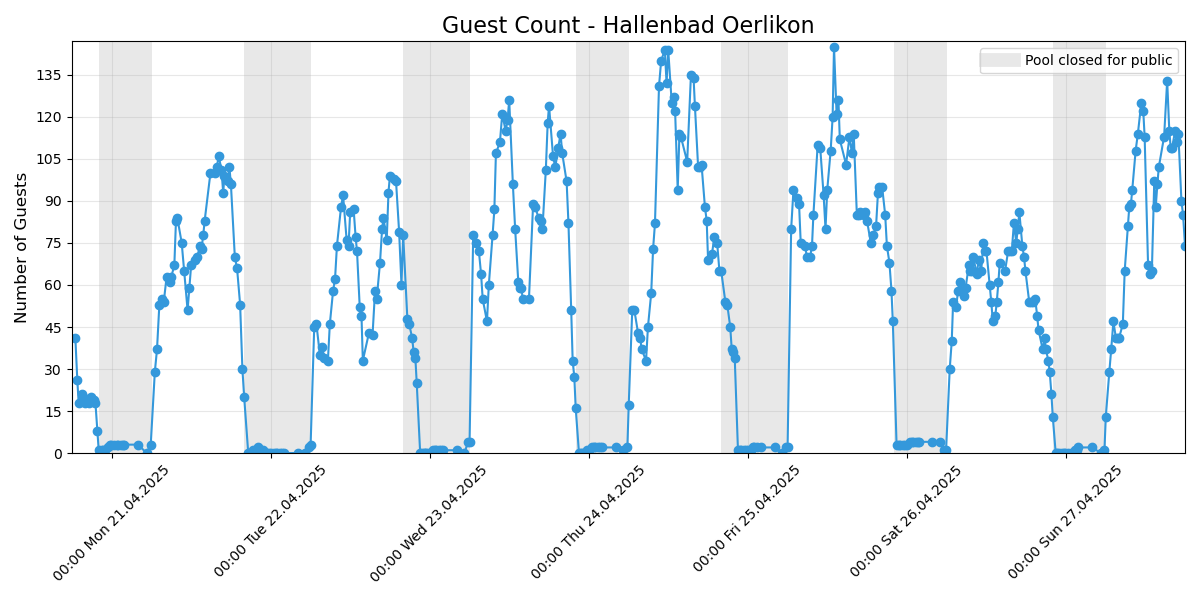 Guest Count - Hallenbad Oerlikon
Pool closed for public
Number of Guests
135
120
105
90
75
60
45
30
15
0
00:00 Mon 21.04.2025
00:00 Tue 22.04.2025
00:00 Wed 23.04.2025
00:00 Thu 24.04.2025
00:00 Fri 25.04.2025
00:00 Sat 26.04.2025
00:00 Sun 27.04.2025